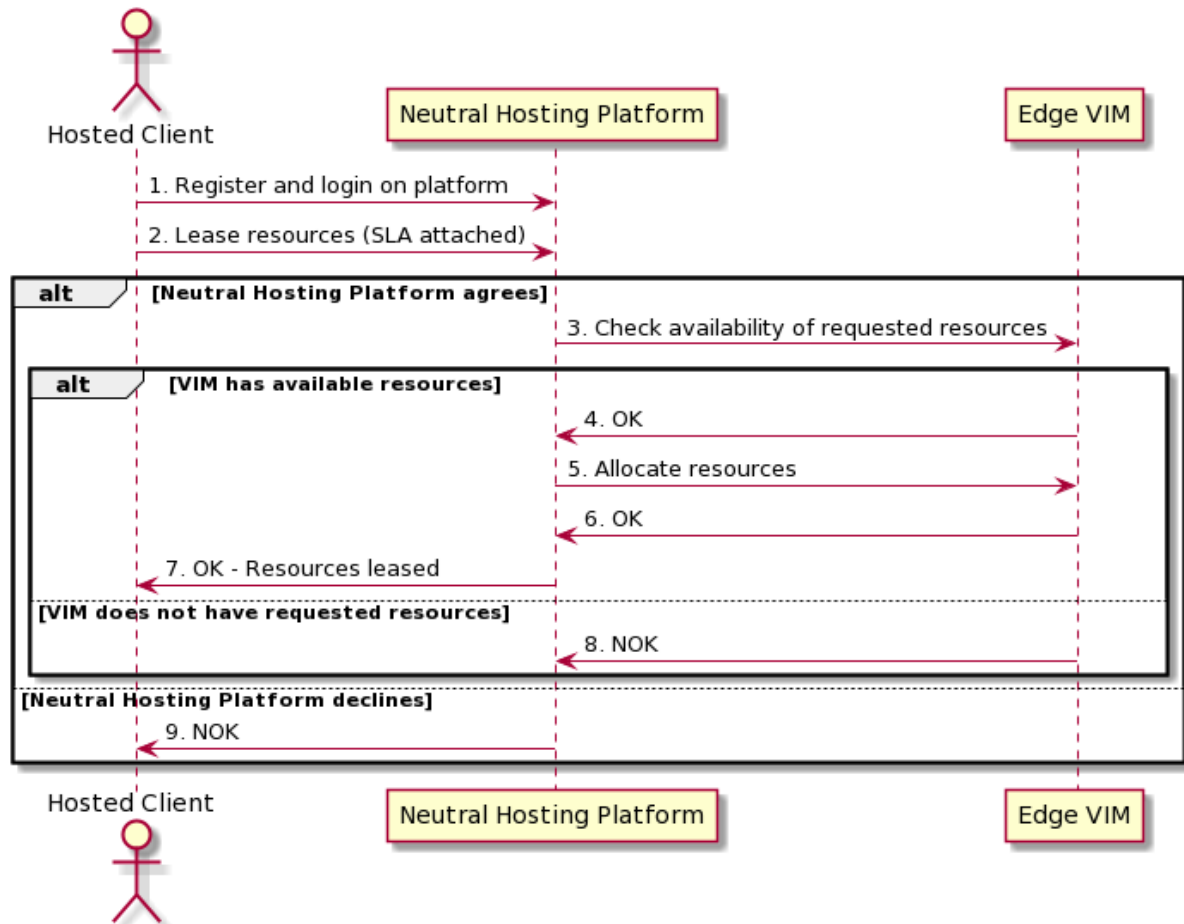 Hosted Client
Neutral Hosting Platform
Edge VIM
1. Register and login on platform
2. Lease resources (SLA attached)
alt
[Neutral Hosting Platform agrees]
3. Check availability of requested resources
alt
[VIM has available resources]
4. OK
5. Allocate resources
6. OK
7. OK - Resources leased
[VIM does not have requested resources]
8. NOK
[Neutral Hosting Platform declines]
9. NOK
Hosted Client
Neutral Hosting Platform
Edge VIM